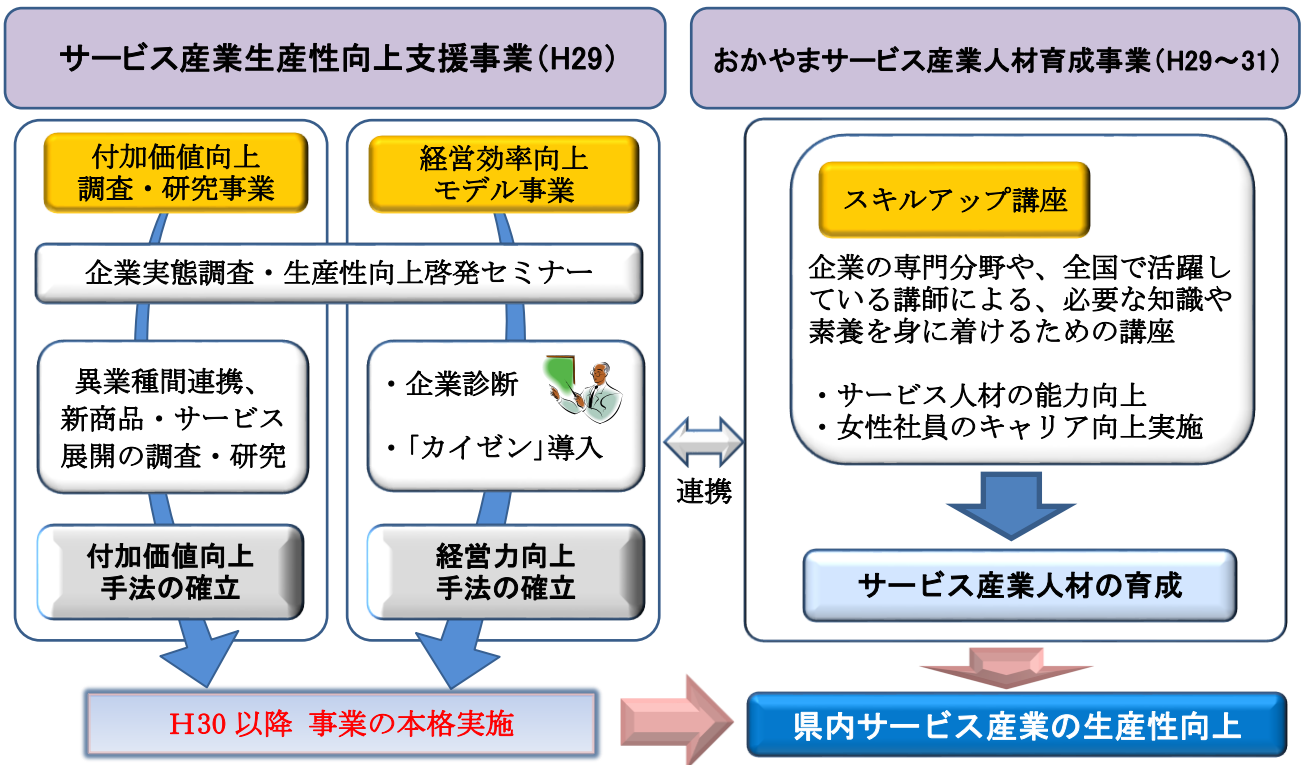 サービス産業生産性向上支援事業（H29）
付加価値向上
調査・研究事業
経営効率向上
モデル事業
企業実態調査・生産性向上啓発セミナー
異業種間連携、
新商品・サービス
展開の調査・研究
・企業診断
・「カイゼン」導入
付加価値向上
手法の確立
経営力向上
手法の確立
H30以降 事業の本格実施
連携
おかやまサービス産業人材育成事業（H29～31）
スキルアップ講座
企業の専門分野や、全国で活躍し
ている講師による、必要な知識や
素養を身に着けるための講座
・サービス人材の能力向上
・女性社員のキャリア向上実施
サービス産業人材の育成
県内サービス産業の生産性向上